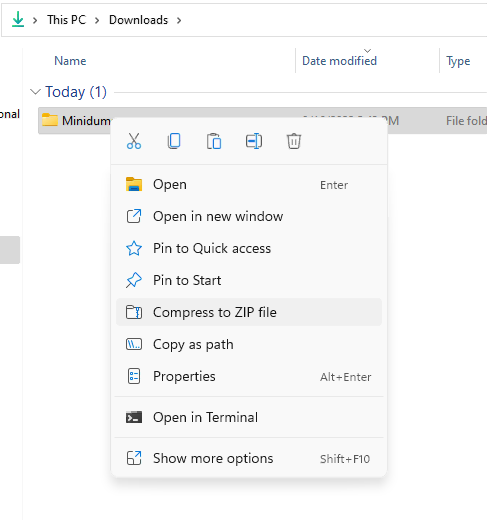 This PC > Downloads >
Name Date modified Type
Today (1)
onal
Minidum
PM File fold
Open Enter
Open in new window
Pin to Quick access
Pin to Start
Compress to ZIP file
Copy as path
Properties Alt+Enter
Open in Terminal
Show more options Shift+F10